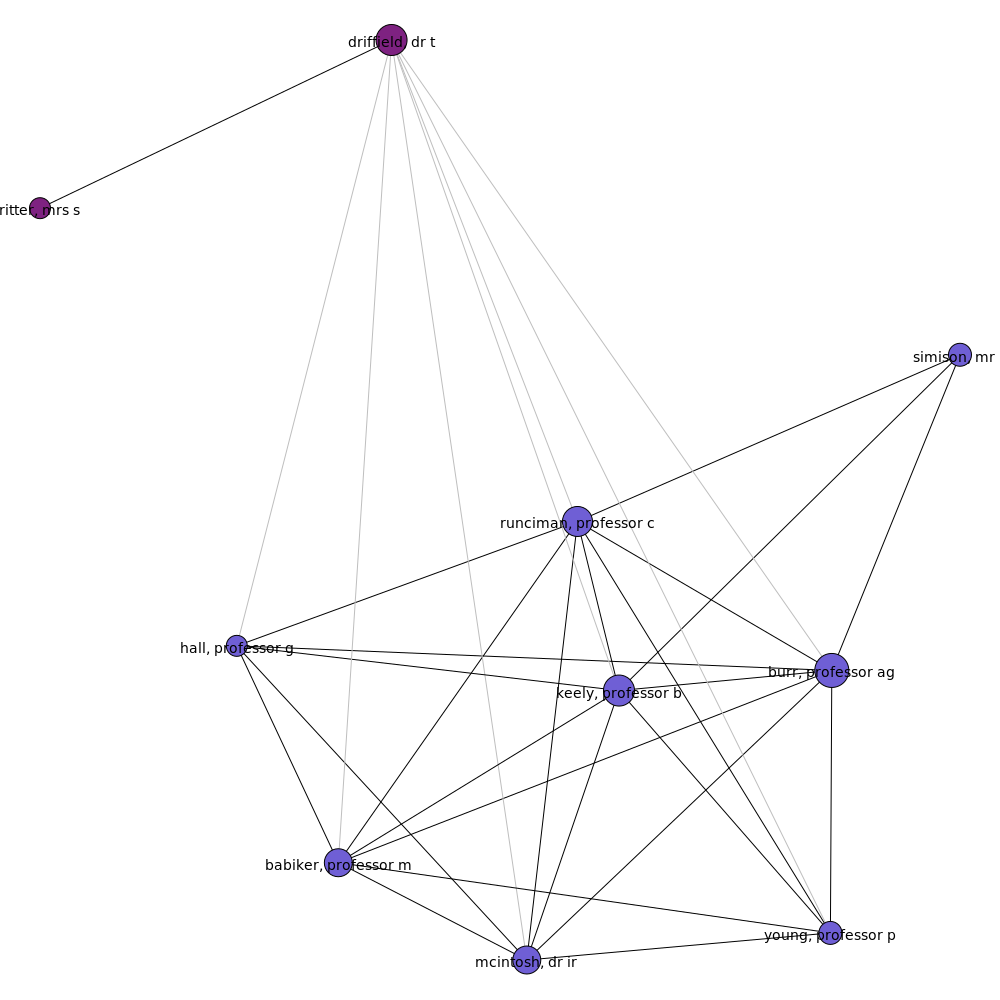 driffield, dr t
ritter, mrs s
simison, mr
runciman, professor c
hall, professor g
burr, professor ag
keely, professor b
babiker, professor m
young, professor p
mcintosh, dr ir